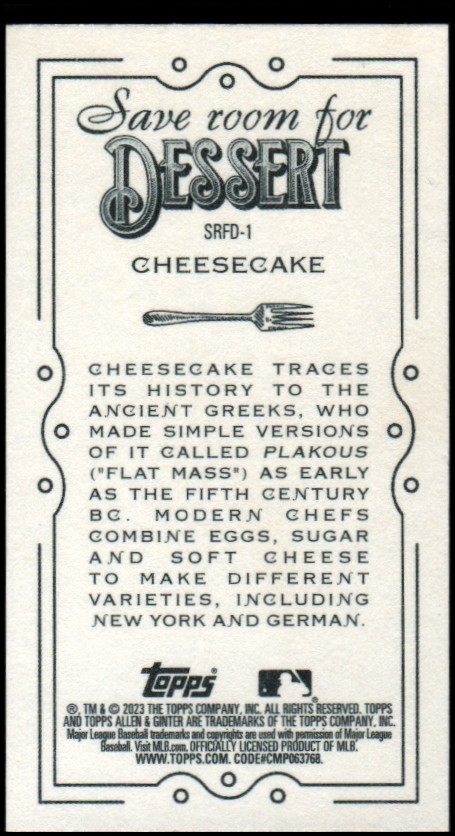 Save room for
DESSERT
SRFD-1
CHEESECAKE
CHEESECAKE TRACES
ITS HISTORY TO THE
ANCIENT GREEKS, WHO
MADE SIMPLE VERSIONS
OF IT CALLED PLAKOUS
("FLAT MASS") AS EARLY
AS THE FIFTH CENTURY
BC. MODERN CHEFS
COMBINE EGGS, SUGAR
AND SOFT CHEESE
TO MAKE DIFFERENT
VARIETIES, INCLUDING
NEW YORK AND GERMAN.
topps®
®, TM & © 2023 THE TOPPS COMPANY, INC. ALL RIGHTS RESERVED. TOPPS
AND TOPPS ALLEN & GINTER ARE TRADEMARKS OF THE TOPPS COMPANY, INC.
Major League Baseball trademarks and copyrights are used with permission of Major League
Baseball. Visit MLB.com. OFFICIALLY LICENSED PRODUCT OF MLB.
WWW.TOPPS.COM. CODE#CMP063768.